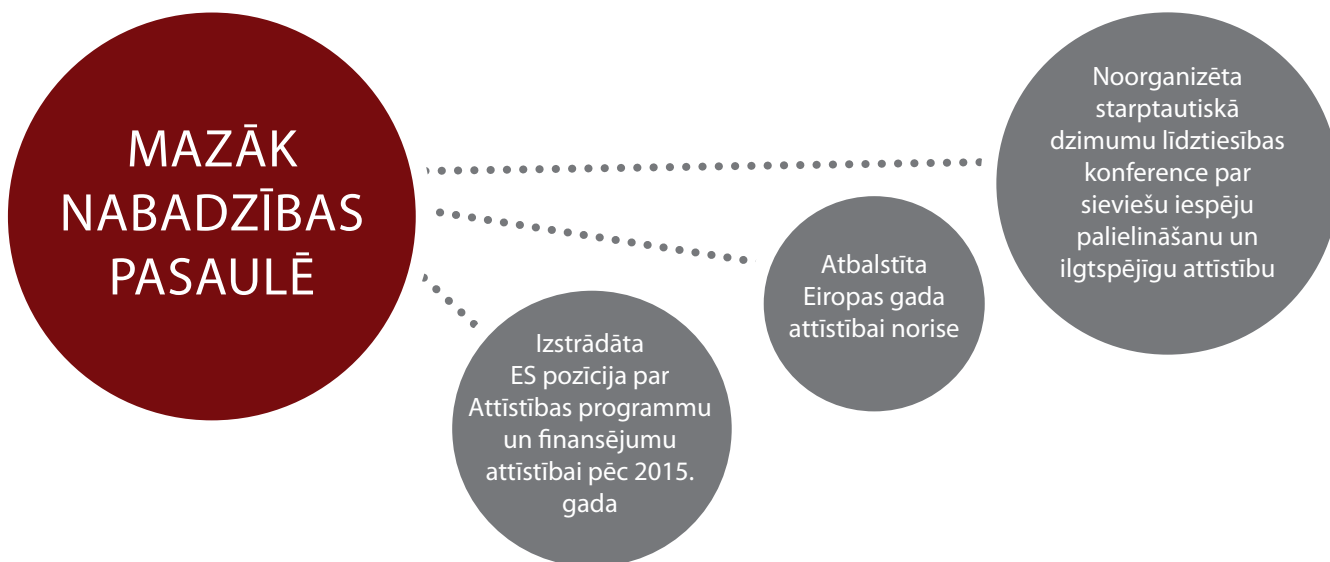 MAZĀK
NABADZĪBAS
PASAULĒ
Izstrādāta
ES pozīcija par
Attīstības programmu
un finansējumu
attīstībai pēc 2015.
gada
Atbalstīta
Eiropas gada
attīstībai norise
Noorganizēta
starptautiskā
dzimumu līdztiesības
konference par
sieviešu iespēju
palielināšanu un
ilgtspējīgu attīstību